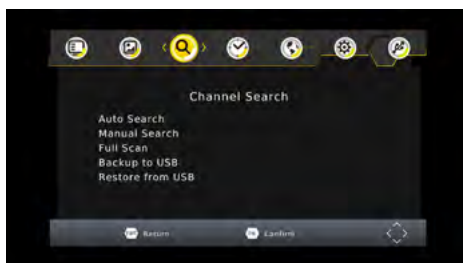 Channel Search
Auto Search
Manual Search
Full Scan
Backup to USB
Restore from USB
Return
Confirm